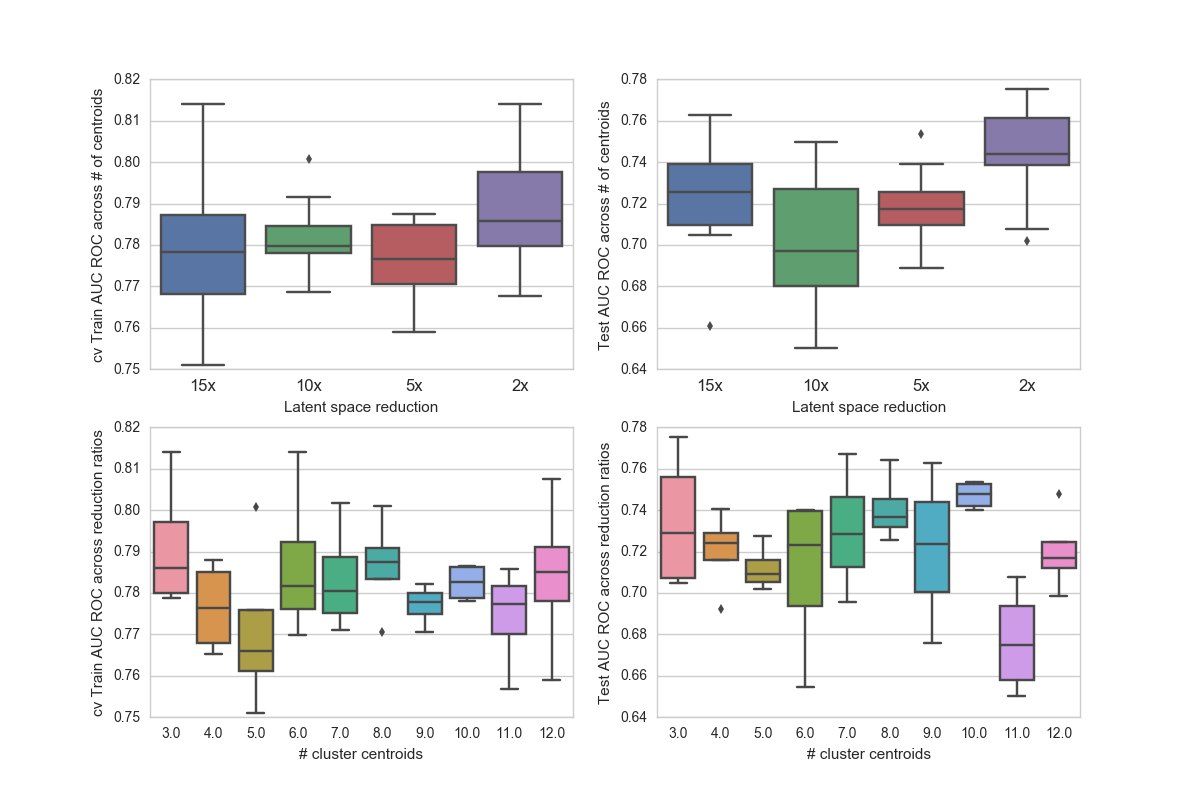 cv Train AUC ROC across # of centroids
0.82
0.81
0.80
0.79
0.78
0.77
0.76
0.75
15x 10x 5x 2x
Latent space reduction
Test AUC ROC across # of centroids
0.78
0.76
0.74
0.72
0.70
0.68
0.66
0.64
15x 10x 5x 2x
Latent space reduction
cv Train AUC ROC across reduction ratios
0.82
0.81
0.80
0.79
0.78
0.77
0.76
0.75
3.0 4.0 5.0 6.0 7.0 8.0 9.0 10.0 11.0 12.0
# cluster centroids
Test AUC ROC across reduction ratios
0.78
0.76
0.74
0.72
0.70
0.68
0.66
0.64
3.0 4.0 5.0 6.0 7.0 8.0 9.0 10.0 11.0 12.0
# cluster centroids